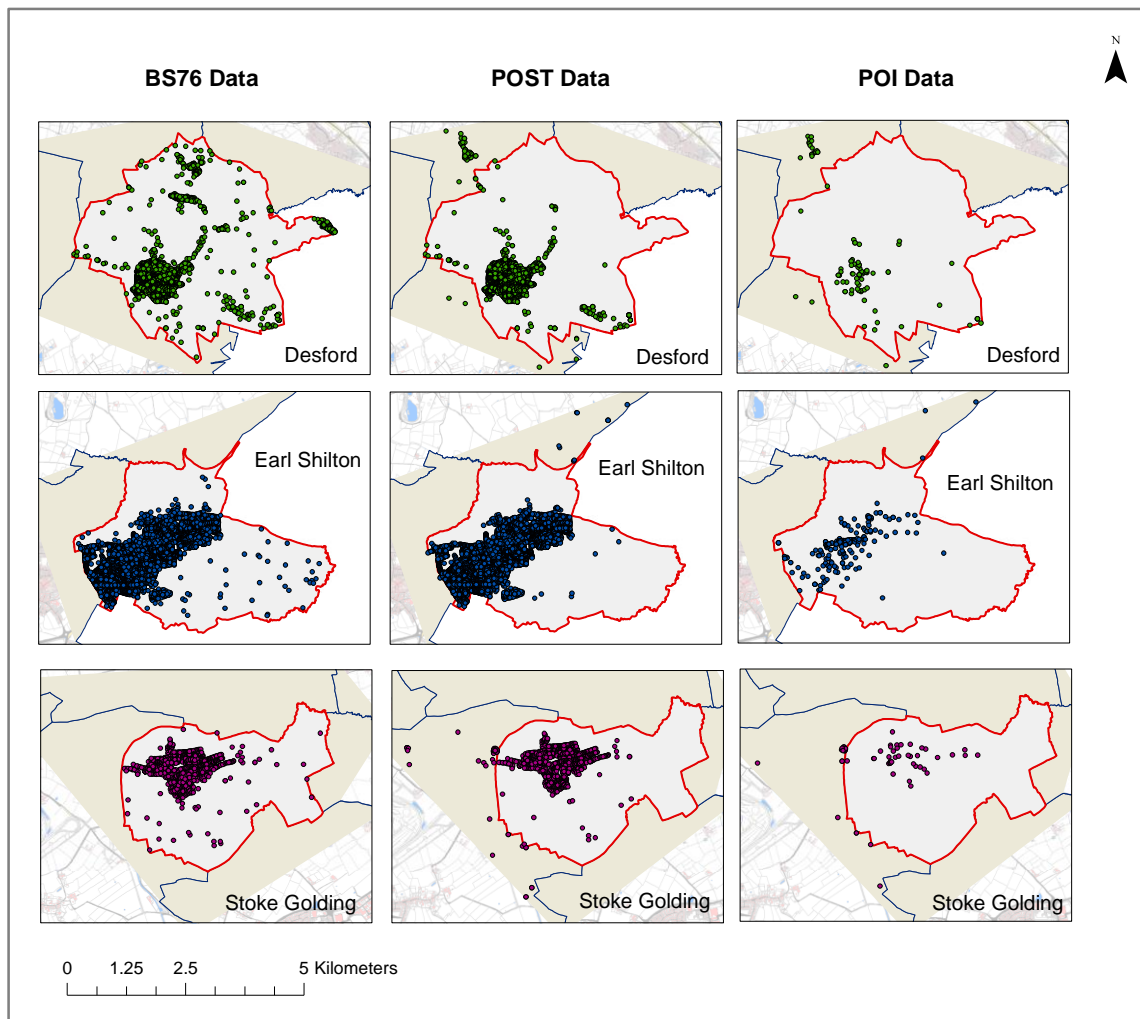 N
BS76 Data POST Data POI Data
Desford Desford Desford
Earl Shilton Earl Shilton Earl Shilton
Stoke Golding Stoke Golding Stoke Golding
0 1.25 2.5 5 Kilometers